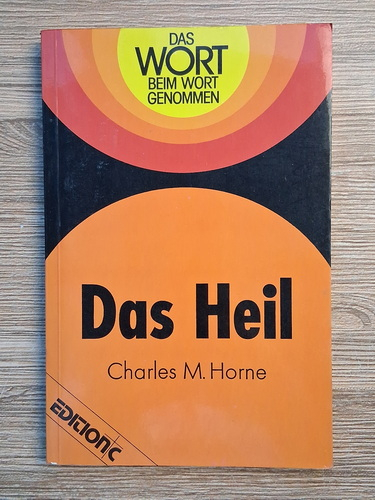 DAS
WORT
BEIM WORT
GENOMMEN
Das Heil
Charles M. Horne
EDITION C